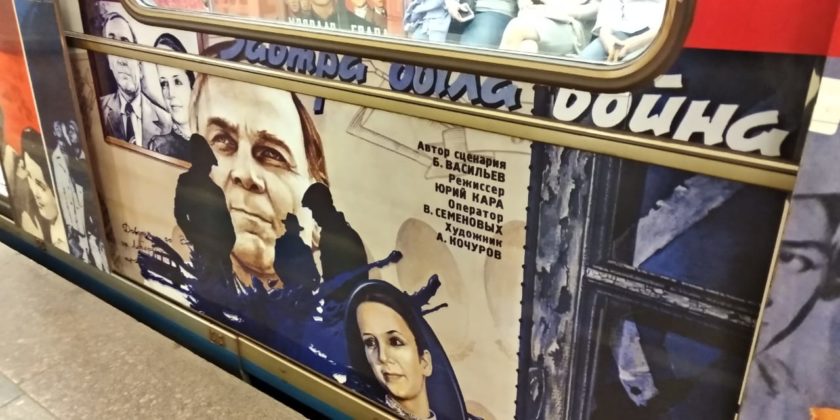 Завтра была война
Автор сценария
Б. ВАСИЛЬЕВ
Режиссер
ЮРИЙ КАРА
Оператор
В. СЕМЕНОВЫХ
Художник
А. КОЧУРОВ